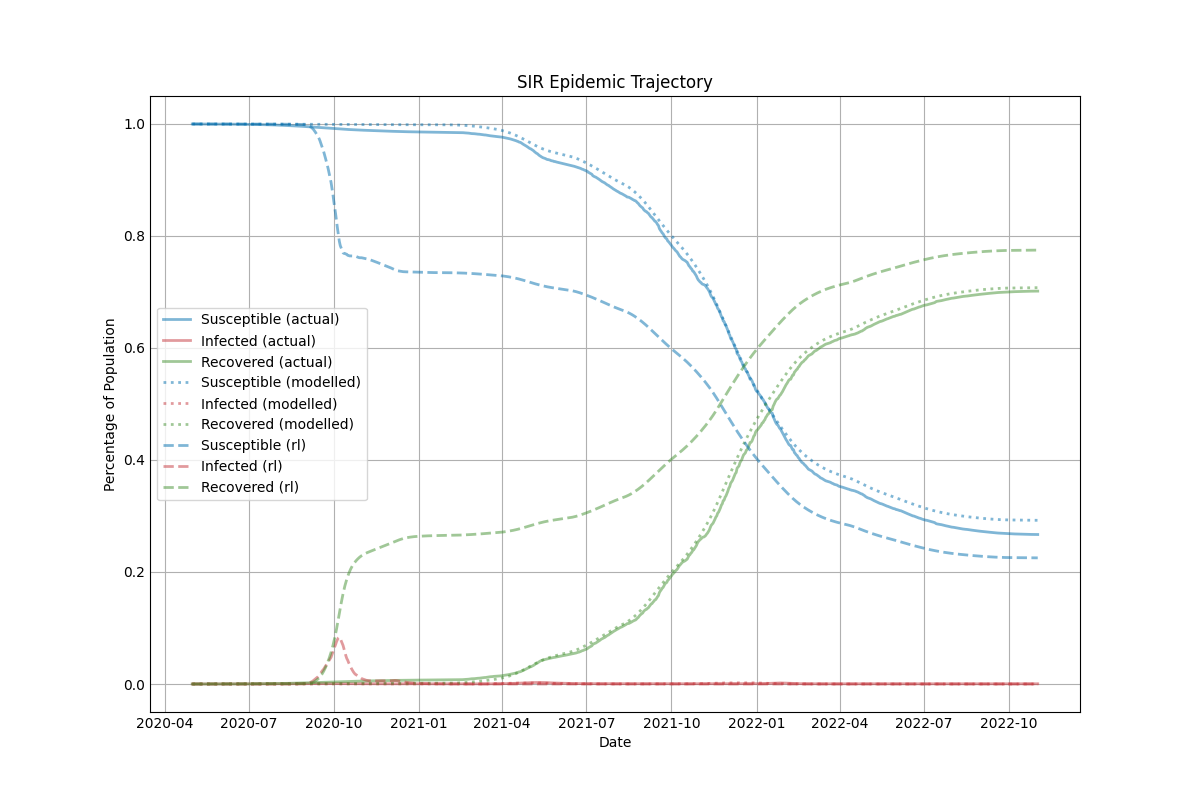 SIR Epidemic Trajectory
Percentage of Population
1.0
0.8
0.6
0.4
0.2
0.0
Susceptible (actual)
Infected (actual)
Recovered (actual)
Susceptible (modelled)
Infected (modelled)
Recovered (modelled)
Susceptible (rl)
Infected (rl)
Recovered (rl)
2020-04 2020-07 2020-10 2021-01 2021-04 2021-07 2021-10 2022-01 2022-04 2022-07 2022-10
Date